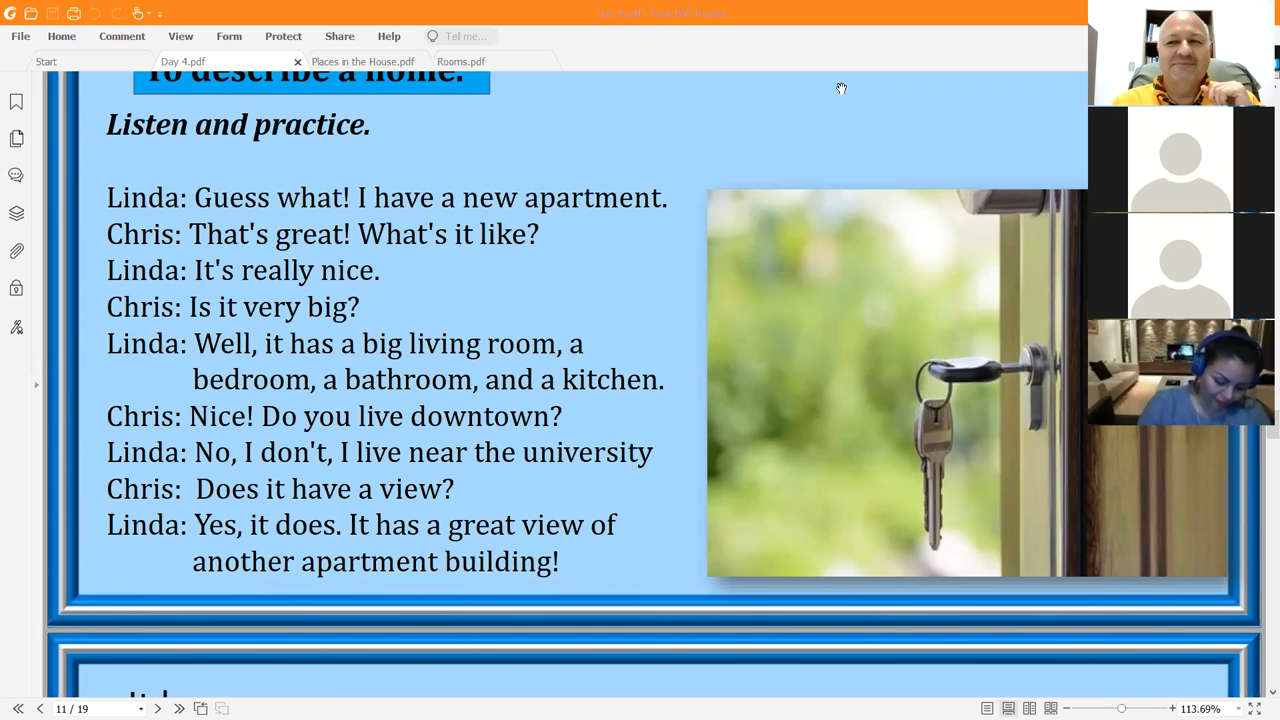 File Home Comment View Form Protect Share Help Tell me...
Start Day 4.pdf Places in the House.pdf Rooms.pdf
To describe a home.
Listen and practice.
Linda: Guess what! I have a new apartment.
Chris: That's great! What's it like?
Linda: It's really nice.
Chris: Is it very big?
Linda: Well, it has a big living room, a
bedroom, a bathroom, and a kitchen.
Chris: Nice! Do you live downtown?
Linda: No, I don't, I live near the university
Chris: Does it have a view?
Linda: Yes, it does. It has a great view of
another apartment building!
11 / 19 113.69%